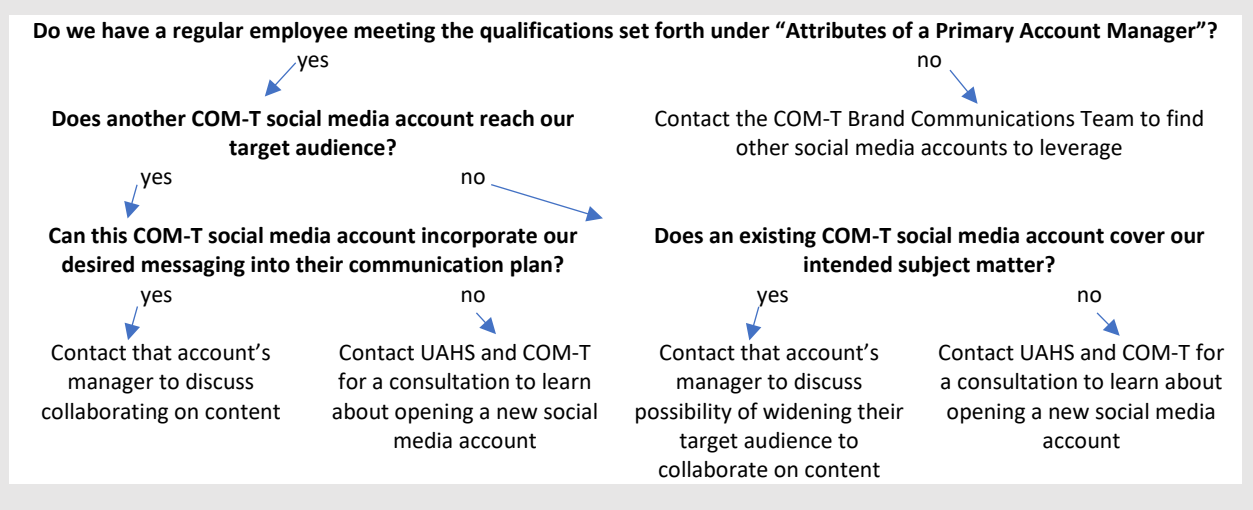 Do we have a regular employee meeting the qualifications set forth under “Attributes of a Primary Account Manager”?
yes
no
Does another COM-T social media account reach our
target audience?
Contact the COM-T Brand Communications Team to find
other social media accounts to leverage
yes
no
Can this COM-T social media account incorporate our
desired messaging into their communication plan?
Does an existing COM-T social media account cover our
intended subject matter?
yes
no
yes
no
Contact that account’s
manager to discuss
collaborating on content
Contact UAHS and COM-T
for a consultation to learn
about opening a new social
media account
Contact that account’s
manager to discuss
possibility of widening their
target audience to
collaborate on content
Contact UAHS and COM-T for
a consultation to learn about
opening a new social media
account